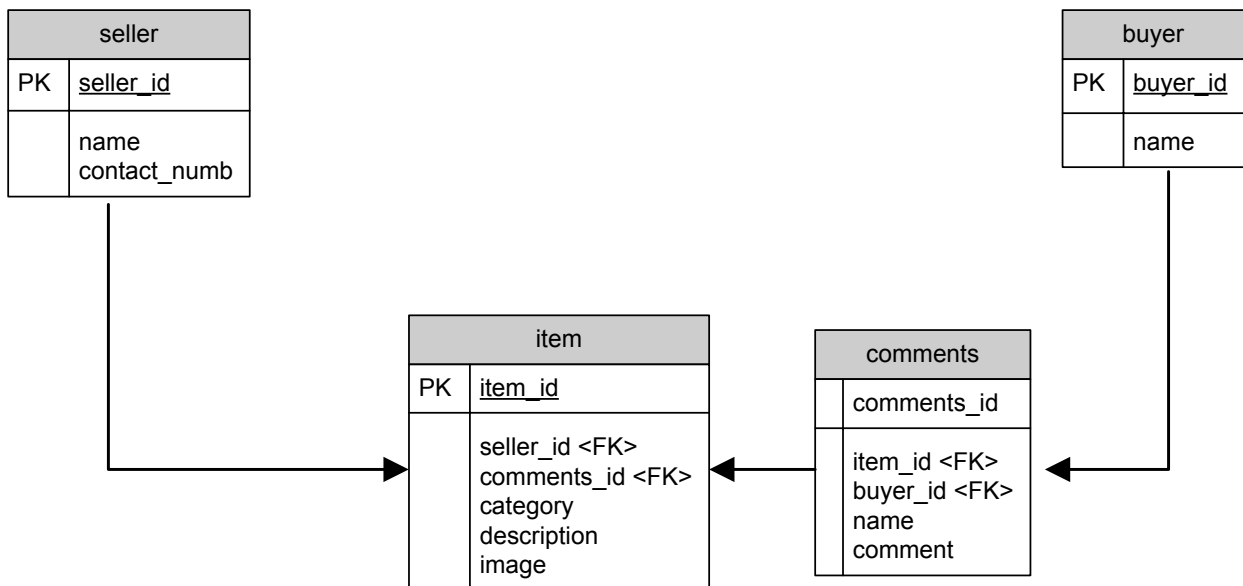 seller
PK seller_id
name
contact_numb
buyer
PK buyer_id
name
item
PK item_id
seller_id <FK>
comments_id <FK>
category
description
image
comments
comments_id
item_id <FK>
buyer_id <FK>
name
comment